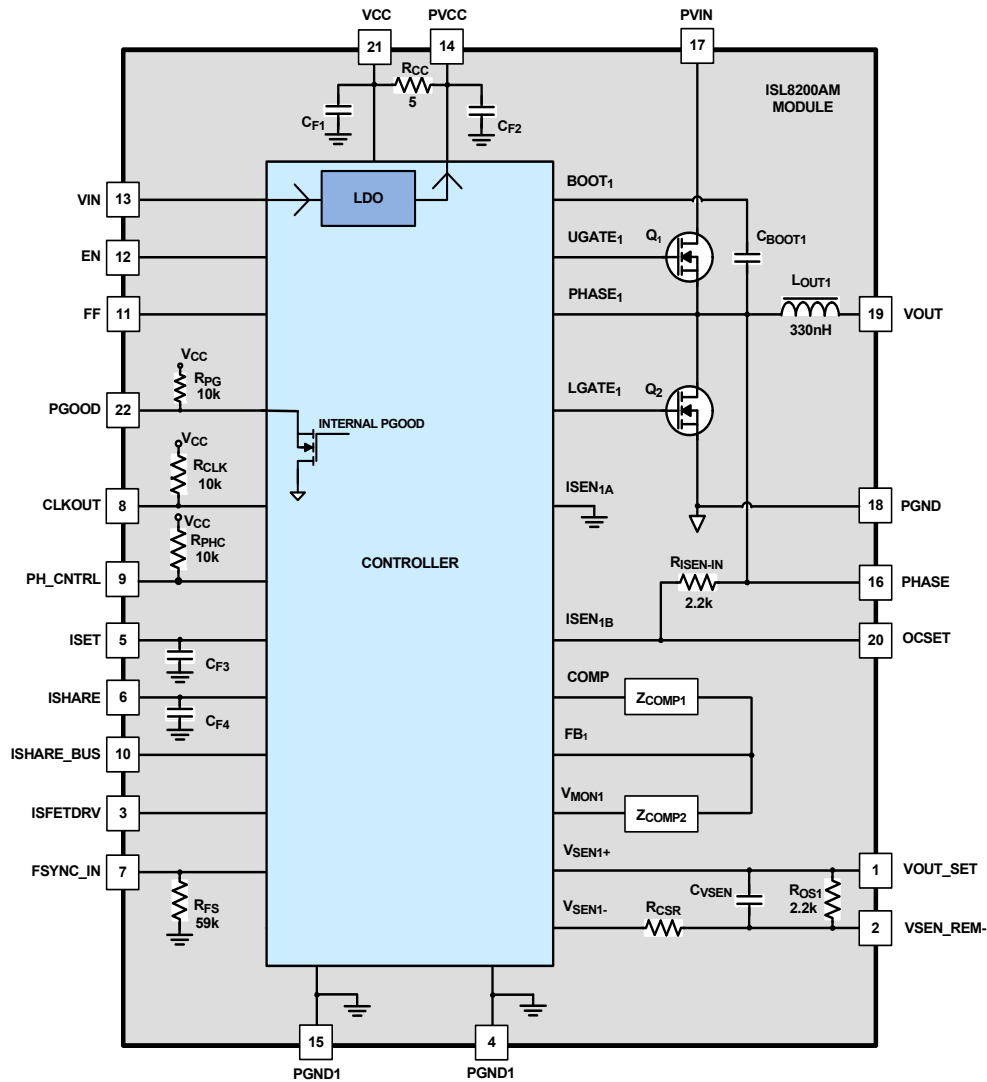 VCC
PVCC
PVIN
21
14
17
RCC
5
CF1
CF2
ISL8200AM
MODULE
VIN
13
LDO
BOOT1
EN
12
UGATE1
Q1
CBOOT1
FF
11
PHASE1
LOUT1
330nH
19
VOUT
VCC
RPG
10k
PGOOD
22
INTERNAL PGOOD
LGATE1
Q2
VCC
RCLK
10k
CLKOUT
8
ISEN1A
18
PGND
VCC
RPHC
10k
PH_CNTRL
9
CONTROLLER
RISEN-IN
2.2k
16
PHASE
ISET
5
CF3
ISEN1B
20
OCSET
ISHARE
6
CF4
COMP
ZCOMP1
ISHARE_BUS
10
FB1
ISFETDRV
3
VMON1
ZCOMP2
FSYNC_IN
7
RFS
59k
VSEN1+
1
VOUT_SET
CVSEN
ROS1
2.2k
VSEN1-
RCSR
2
VSEN_REM-
15
4
PGND1
PGND1